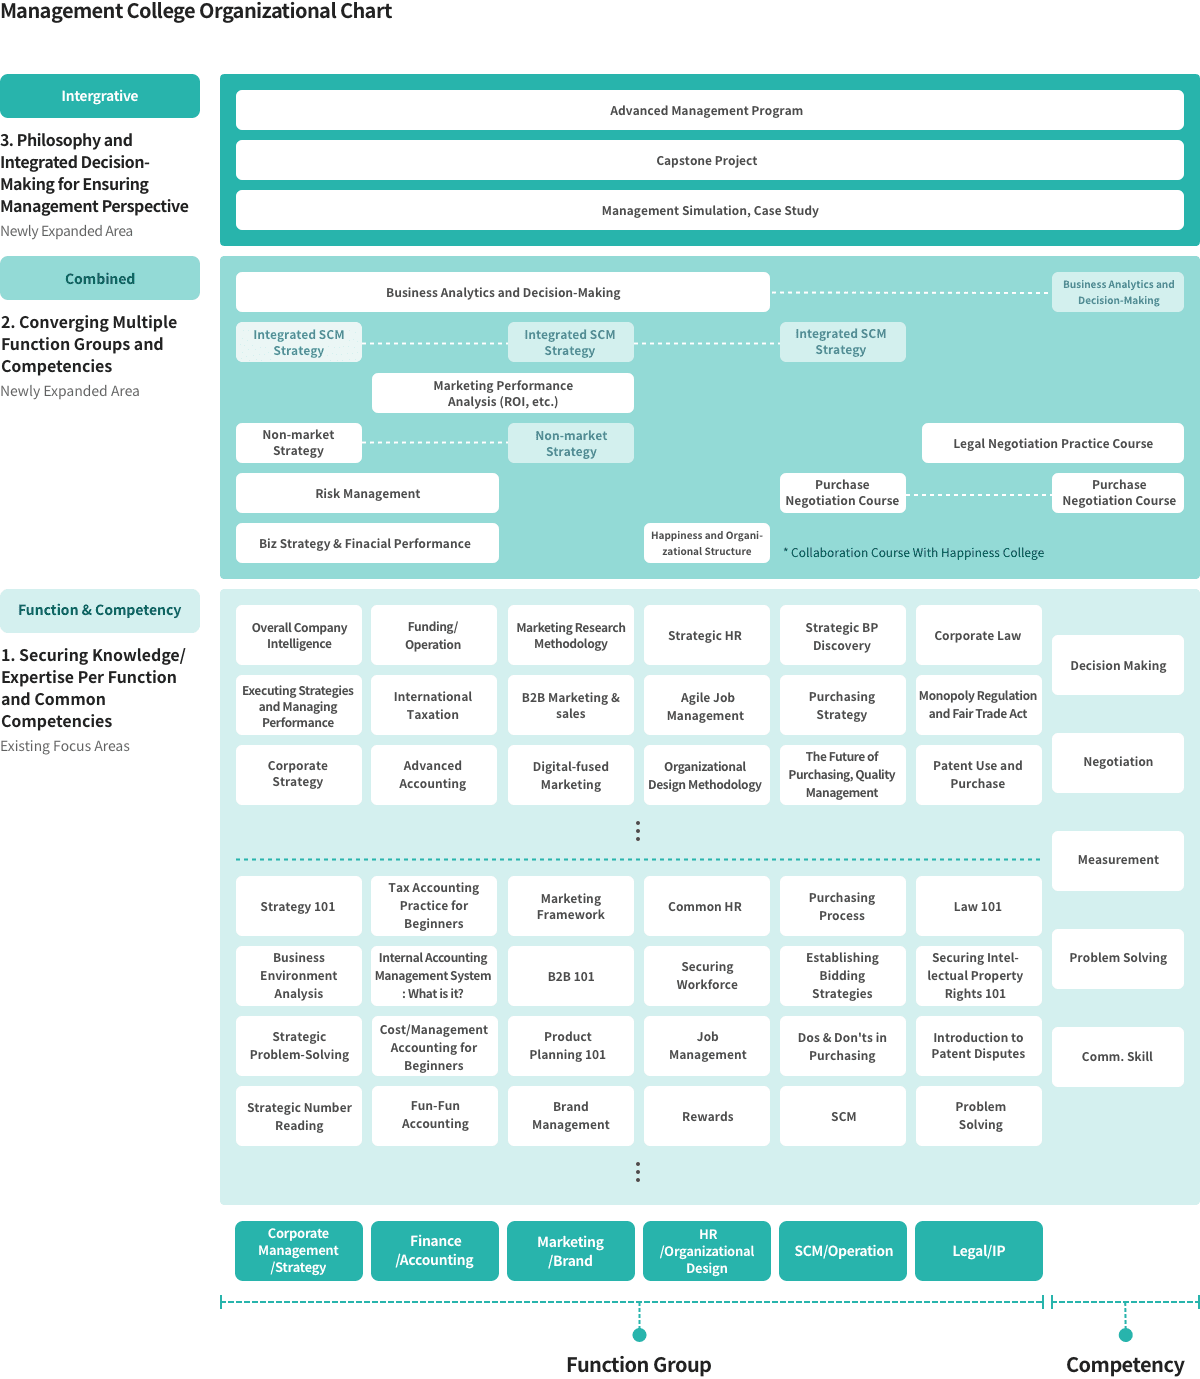 Management College Organizational Chart
Intergrative
3. Philosophy and
Integrated Decision-
Making for Ensuring
Management Perspective
Newly Expanded Area
Advanced Management Program
Capstone Project
Management Simulation, Case Study
Combined
2. Converging Multiple
Function Groups and
Competencies
Newly Expanded Area
Business Analytics and Decision-Making
Business Analytics and
Decision-Making
Integrated SCM
Strategy
Integrated SCM
Strategy
Integrated SCM
Strategy
Marketing Performance
Analysis (ROI, etc.)
Non-market
Strategy
Non-market
Strategy
Legal Negotiation Practice Course
Risk Management
Purchase
Negotiation Course
Purchase
Negotiation Course
Biz Strategy & Finacial Performance
Happiness and Organi-
zational Structure
* Collaboration Course With Happiness College
Function & Competency
1. Securing Knowledge/
Expertise Per Function
and Common
Competencies
Existing Focus Areas
Overall Company
Intelligence
Funding/
Operation
Marketing Research
Methodology
Strategic HR
Strategic BP
Discovery
Corporate Law
Executing Strategies
and Managing
Performance
International
Taxation
B2B Marketing &
sales
Agile Job
Management
Purchasing
Strategy
Monopoly Regulation
and Fair Trade Act
Corporate
Strategy
Advanced
Accounting
Digital-fused
Marketing
Organizational
Design Methodology
The Future of
Purchasing, Quality
Management
Patent Use and
Purchase
Strategy 101
Tax Accounting
Practice for
Beginners
Marketing
Framework
Common HR
Purchasing
Process
Law 101
Business
Environment
Analysis
Internal Accounting
Management System
: What is it?
B2B 101
Securing
Workforce
Establishing
Bidding
Strategies
Securing Intel-
lectual Property
Rights 101
Strategic
Problem-Solving
Cost/Management
Accounting for
Beginners
Product
Planning 101
Job
Management
Dos & Don'ts in
Purchasing
Introduction to
Patent Disputes
Strategic Number
Reading
Fun-Fun
Accounting
Brand
Management
Rewards
SCM
Problem
Solving
Decision Making
Negotiation
Measurement
Problem Solving
Comm. Skill
Corporate
Management
/Strategy
Finance
/Accounting
Marketing
/Brand
HR
/Organizational
Design
SCM/Operation
Legal/IP
Function Group
Competency